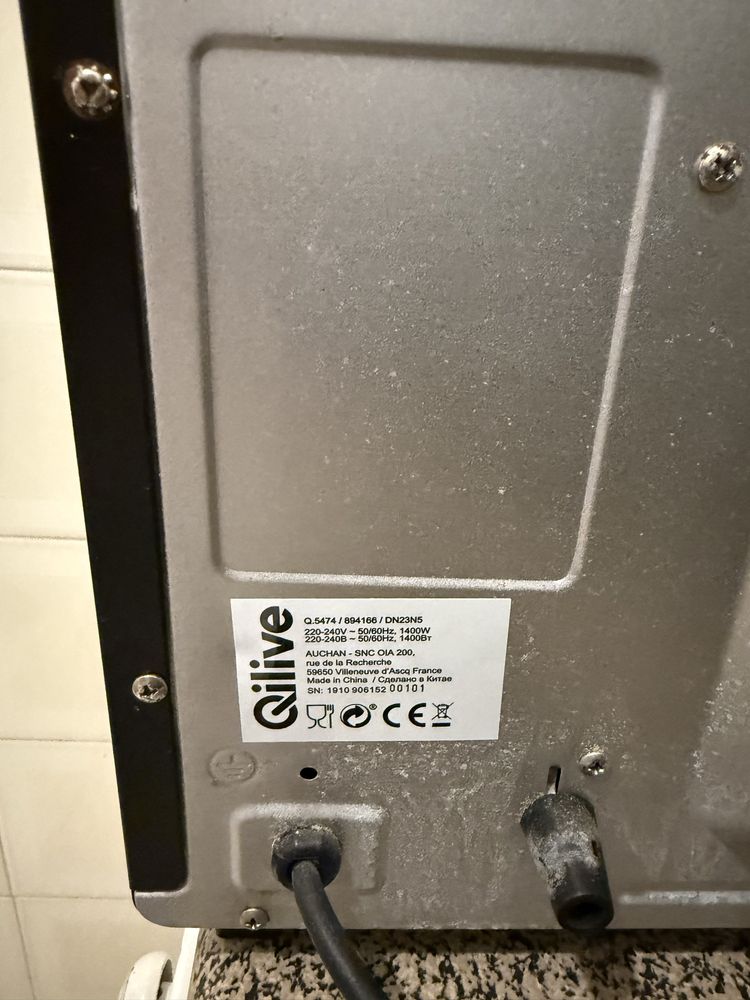 Qilive
Q.5474 / 894166 / DN23N5
220-240V ~ 50/60Hz, 1400W
220-240В ~ 50/60Hz, 1400Вт
AUCHAN - SNC OIA 200,
rue de la Recherche
59650 Villeneuve d'Ascq France
Made in China / Сделано в Китае
SN: 1910 906152 00101
CE